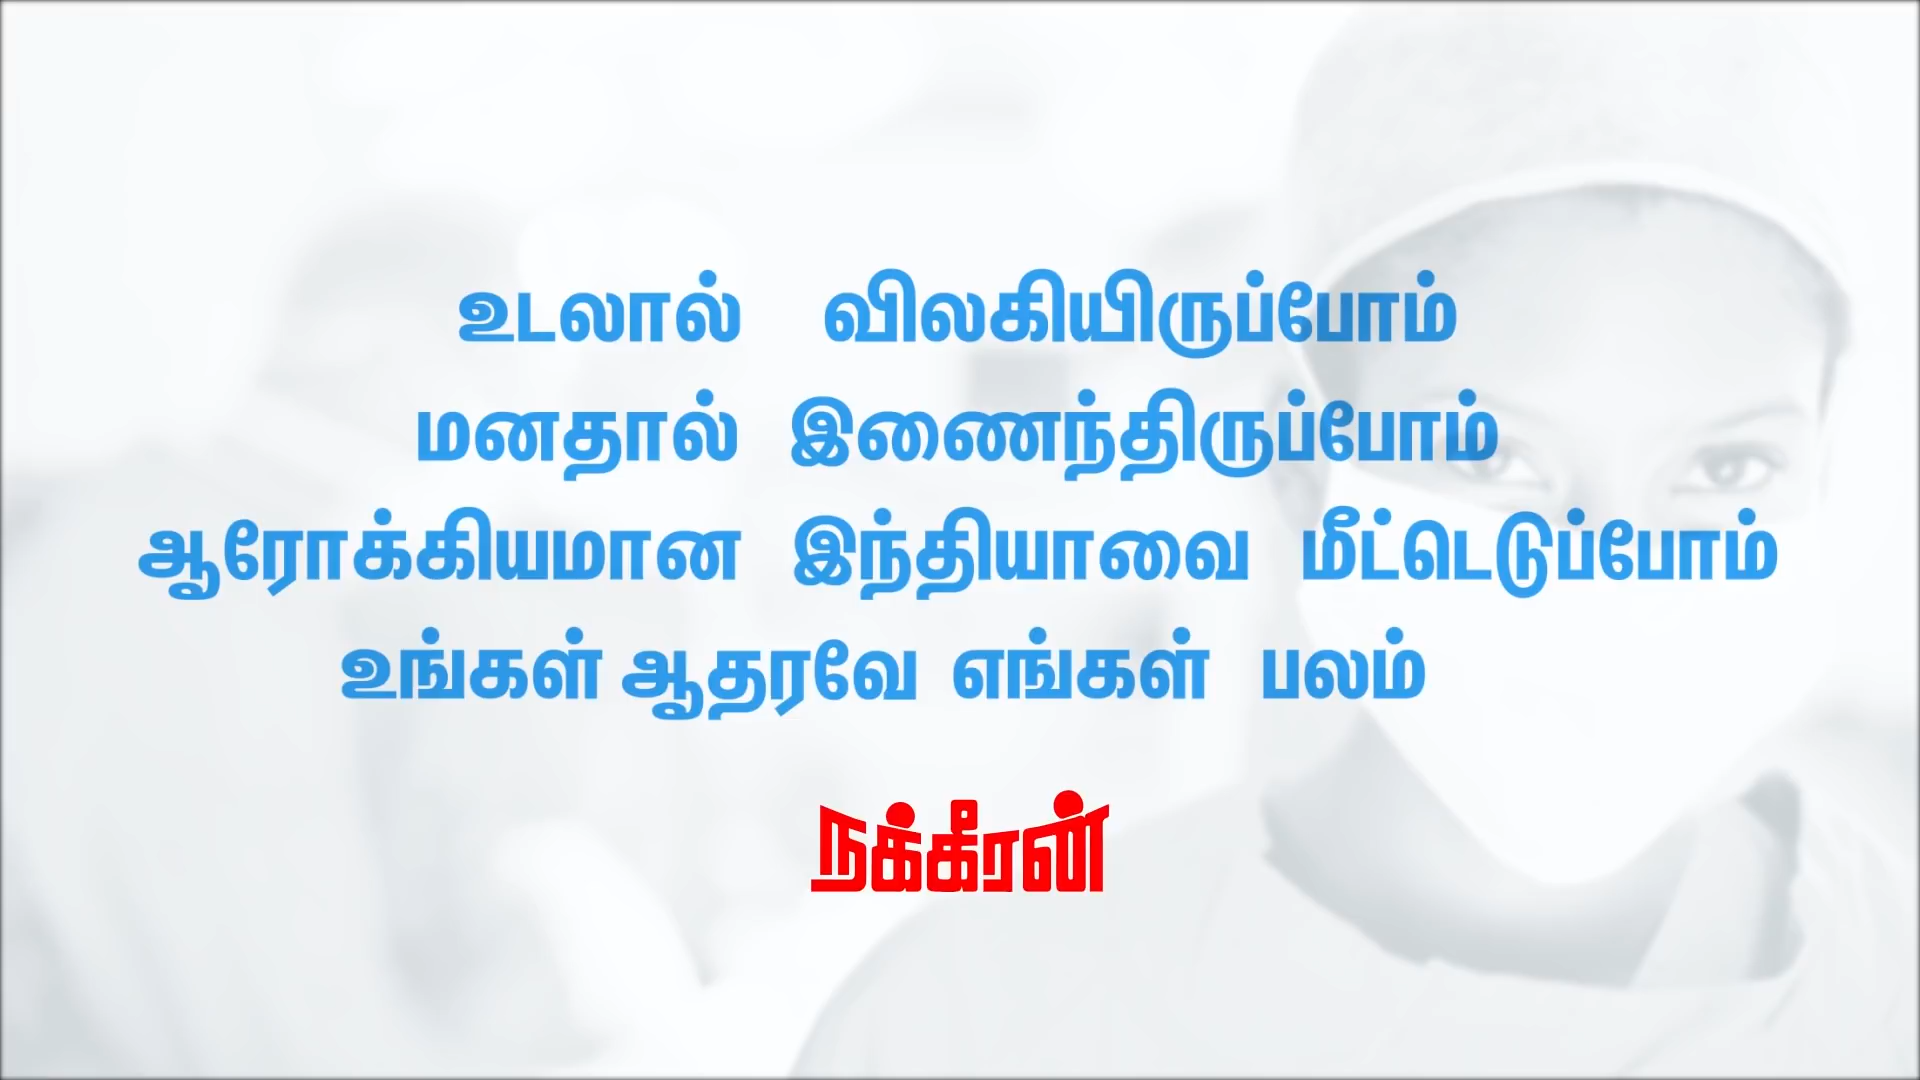 உடலால் விலகியிருப்போம்
மனதால் இணைந்திருப்போம்
ஆரோக்கியமான இந்தியாவை மீட்டெடுப்போம்
உங்கள் ஆதரவே எங்கள் பலம்
நக்கீரன்